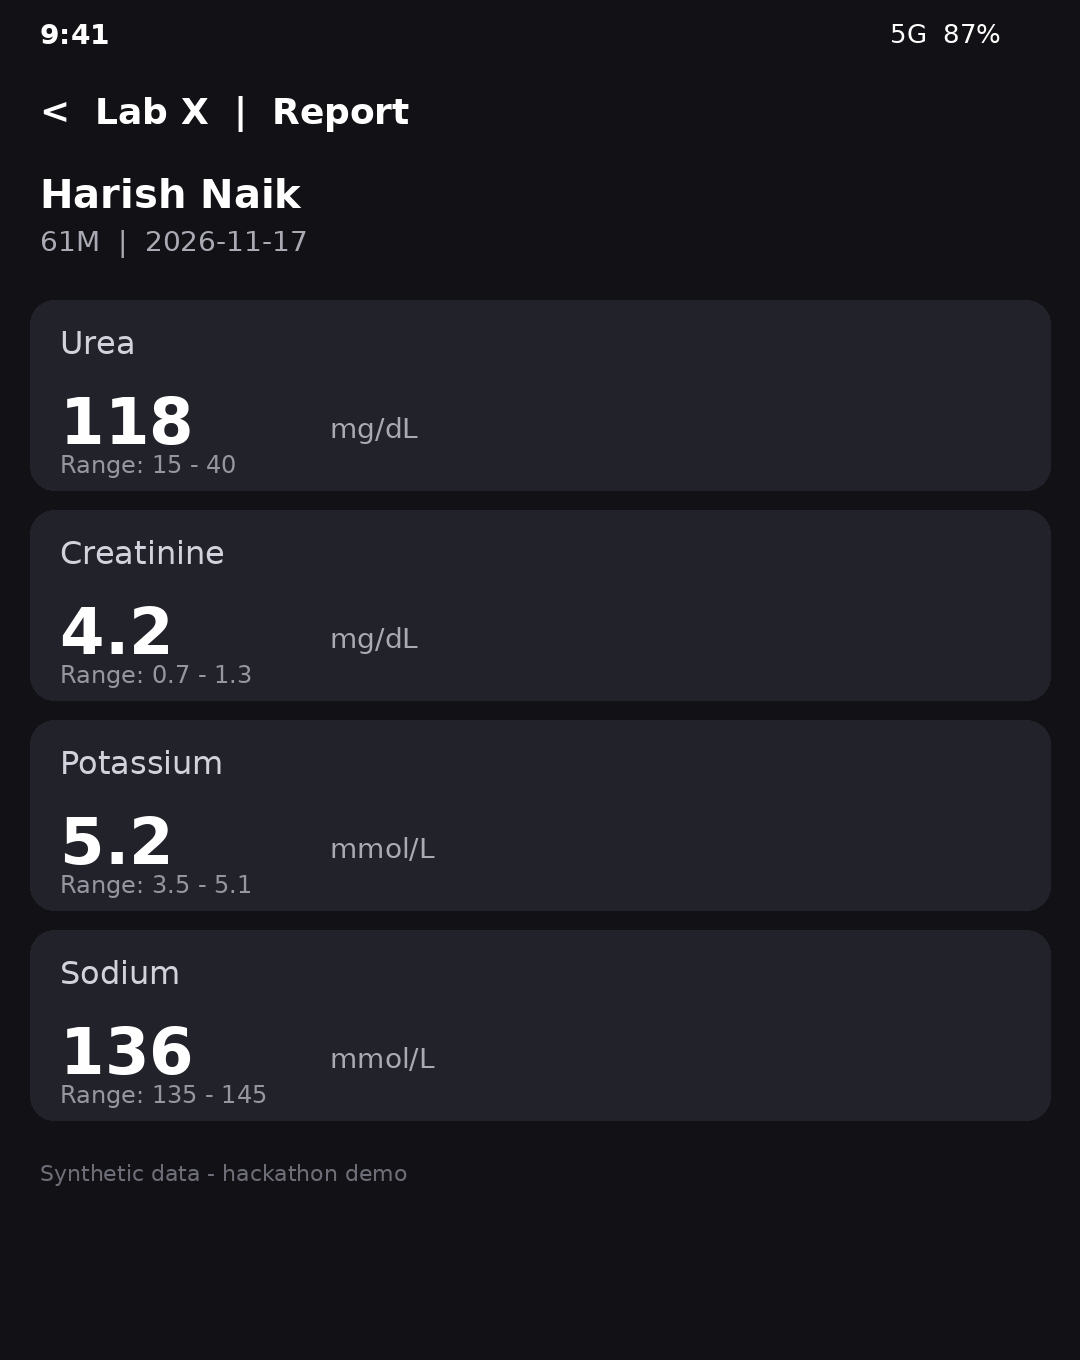 9:41 5G 87%
< Lab X | Report
Harish Naik
61M | 2026-11-17
Urea
118 mg/dL
Range: 15 - 40
Creatinine
4.2 mg/dL
Range: 0.7 - 1.3
Potassium
5.2 mmol/L
Range: 3.5 - 5.1
Sodium
136 mmol/L
Range: 135 - 145
Synthetic data - hackathon demo